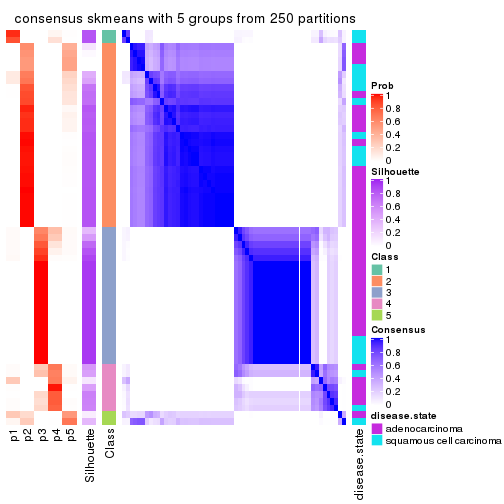 consensus skmeans with 5 groups from 250 partitions
Prob
1
0.8
0.6
0.4
0.2
0
Silhouette
1
0.8
0.6
0.4
0.2
0
Class
1
2
3
4
5
Consensus
1
0.8
0.6
0.4
0.2
0
disease.state
adenocarcinoma
squamous cell carcinoma
p1
p2
p3
p4
p5
Silhouette
Class
disease.state